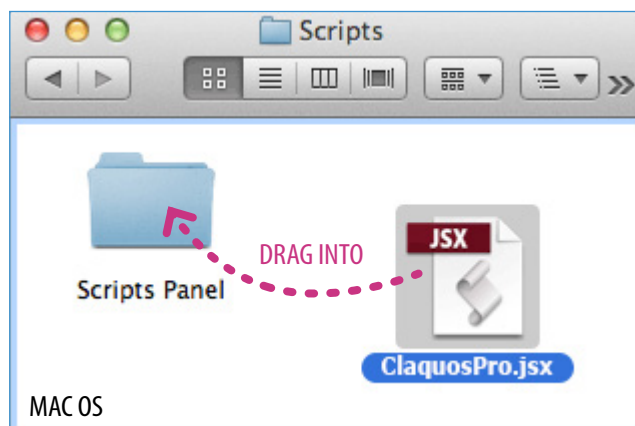 Scripts
DRAG INTO
JSX
Scripts Panel
ClaquosPro.jsx
MAC OS